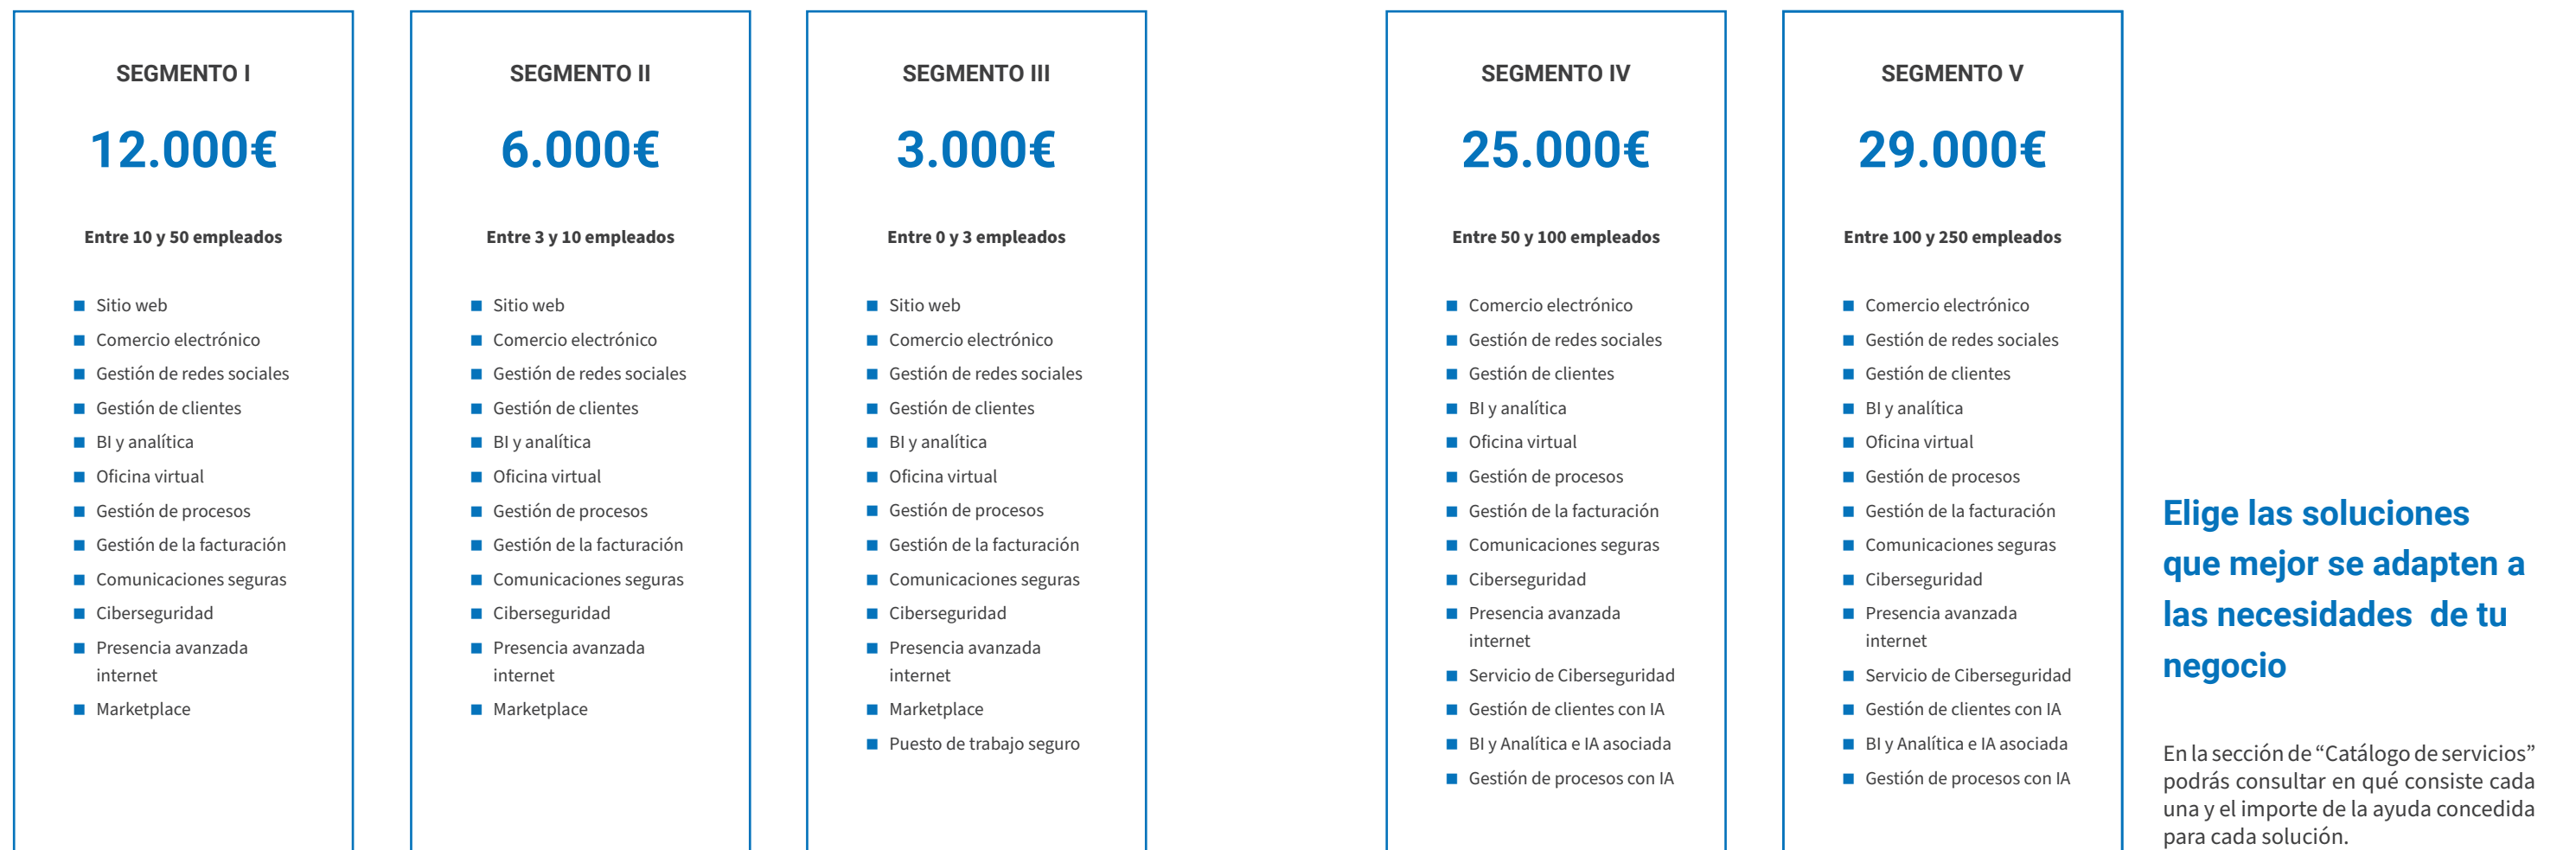 SEGMENTO I
12.000€
Entre 10 y 50 empleados
Sitio web
Comercio electrónico
Gestión de redes sociales
Gestión de clientes
BI y analítica
Oficina virtual
Gestión de procesos
Gestión de la facturación
Comunicaciones seguras
Ciberseguridad
Presencia avanzada
internet
Marketplace
SEGMENTO II
6.000€
Entre 3 y 10 empleados
Sitio web
Comercio electrónico
Gestión de redes sociales
Gestión de clientes
BI y analítica
Oficina virtual
Gestión de procesos
Gestión de la facturación
Comunicaciones seguras
Ciberseguridad
Presencia avanzada
internet
Marketplace
SEGMENTO III
3.000€
Entre 0 y 3 empleados
Sitio web
Comercio electrónico
Gestión de redes sociales
Gestión de clientes
BI y analítica
Oficina virtual
Gestión de procesos
Gestión de la facturación
Comunicaciones seguras
Ciberseguridad
Presencia avanzada
internet
Marketplace
Puesto de trabajo seguro
SEGMENTO IV
25.000€
Entre 50 y 100 empleados
Comercio electrónico
Gestión de redes sociales
Gestión de clientes
BI y analítica
Oficina virtual
Gestión de procesos
Gestión de la facturación
Comunicaciones seguras
Ciberseguridad
Presencia avanzada
internet
Servicio de Ciberseguridad
Gestión de clientes con IA
BI y Analítica e IA asociada
Gestión de procesos con IA
SEGMENTO V
29.000€
Entre 100 y 250 empleados
Comercio electrónico
Gestión de redes sociales
Gestión de clientes
BI y analítica
Oficina virtual
Gestión de procesos
Gestión de la facturación
Comunicaciones seguras
Ciberseguridad
Presencia avanzada
internet
Servicio de Ciberseguridad
Gestión de clientes con IA
BI y Analítica e IA asociada
Gestión de procesos con IA
Elige las soluciones
que mejor se adapten a
las necesidades  de tu
negocio
En la sección de “Catálogo de servicios”
podrás consultar en qué consiste cada
una y el importe de la ayuda concedida
para cada solución.